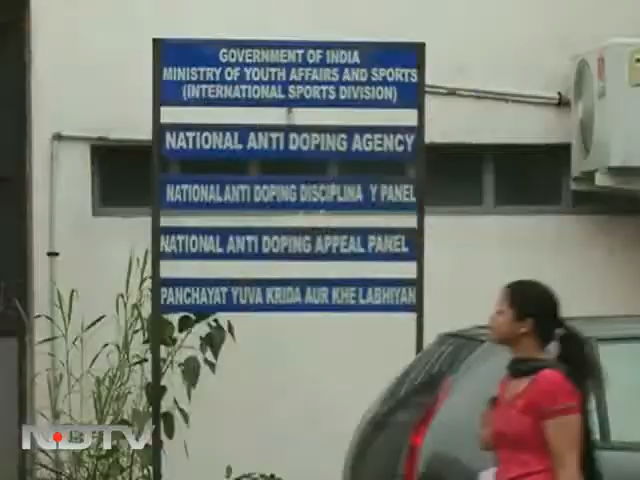 GOVERNMENT OF INDIA
MINISTRY OF YOUTH AFFAIRS AND SPORTS
(INTERNATIONAL SPORTS DIVISION)
NATIONAL ANTI DOPING AGENCY
NATIONAL ANTI DOPING DISCIPLINA Y PANEL
NATIONAL ANTI DOPING APPEAL PANEL
PANCHAYAT YUVA KRIDA AUR KHE LABHIYAN
NDTV